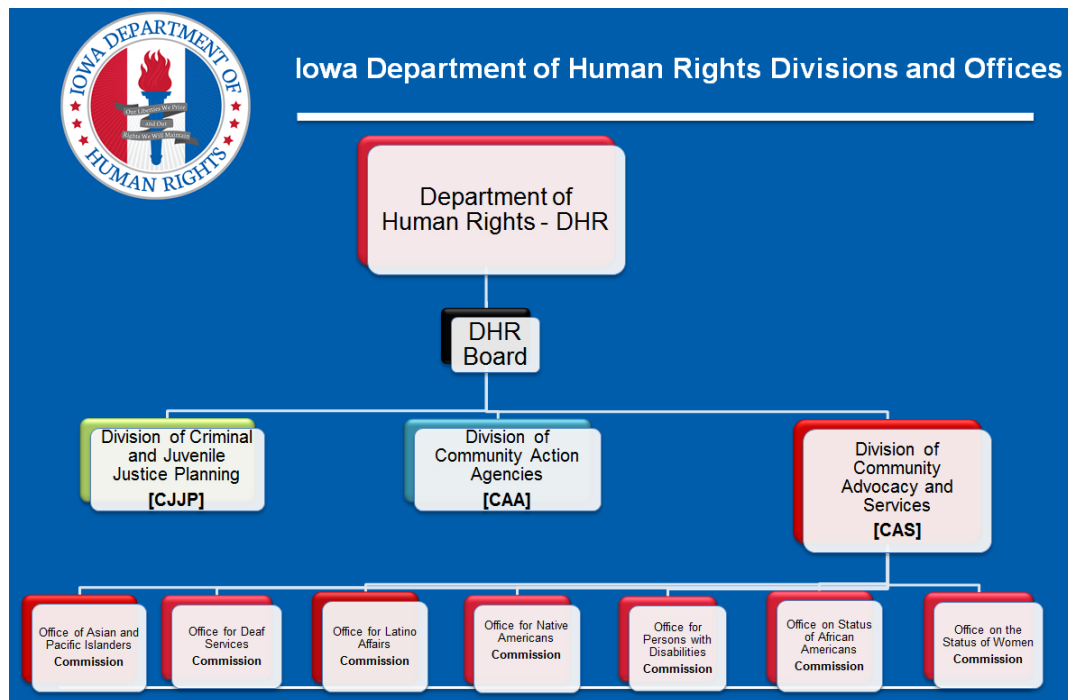 IOWA DEPARTMENT OF
HUMAN RIGHTS
Our Liberties We Prize
and Our
Rights We Will Maintain
Iowa Department of Human Rights Divisions and Offices
Department of
Human Rights - DHR
DHR
Board
Division of Criminal
and Juvenile
Justice Planning
[CJJP]
Division of
Community Action
Agencies
[CAA]
Division of
Community
Advocacy and
Services
[CAS]
Office of Asian and
Pacific Islanders
Commission
Office for Deaf
Services
Commission
Office for Latino
Affairs
Commission
Office for Native
Americans
Commission
Office for
Persons with
Disabilities
Commission
Office on Status
of African
Americans
Commission
Office on the
Status of Women
Commission